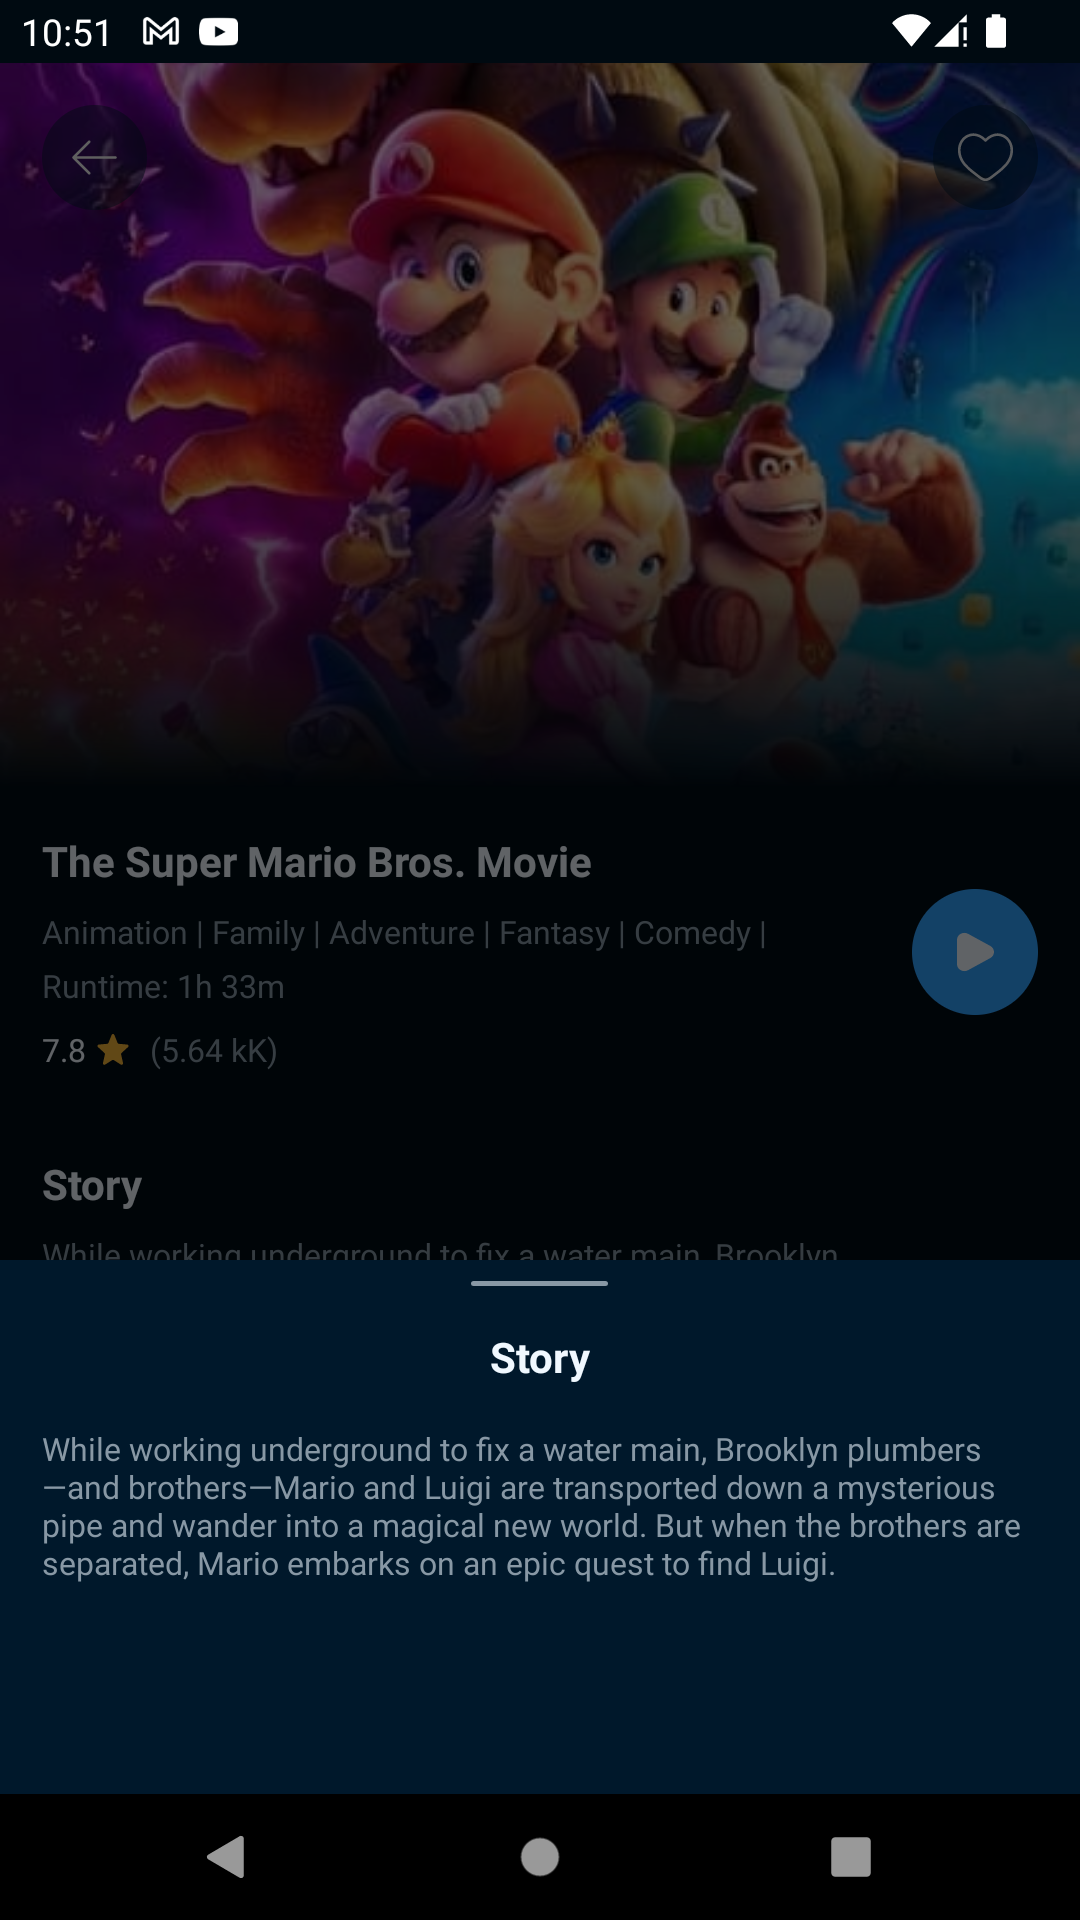 10:51
The Super Mario Bros. Movie
Animation | Family | Adventure | Fantasy | Comedy |
Runtime: 1h 33m
7.8 (5.64 kK)
Story
While working underground to fix a water main, Brooklyn
Story
While working underground to fix a water main, Brooklyn plumbers
—and brothers—Mario and Luigi are transported down a mysterious
pipe and wander into a magical new world. But when the brothers are
separated, Mario embarks on an epic quest to find Luigi.